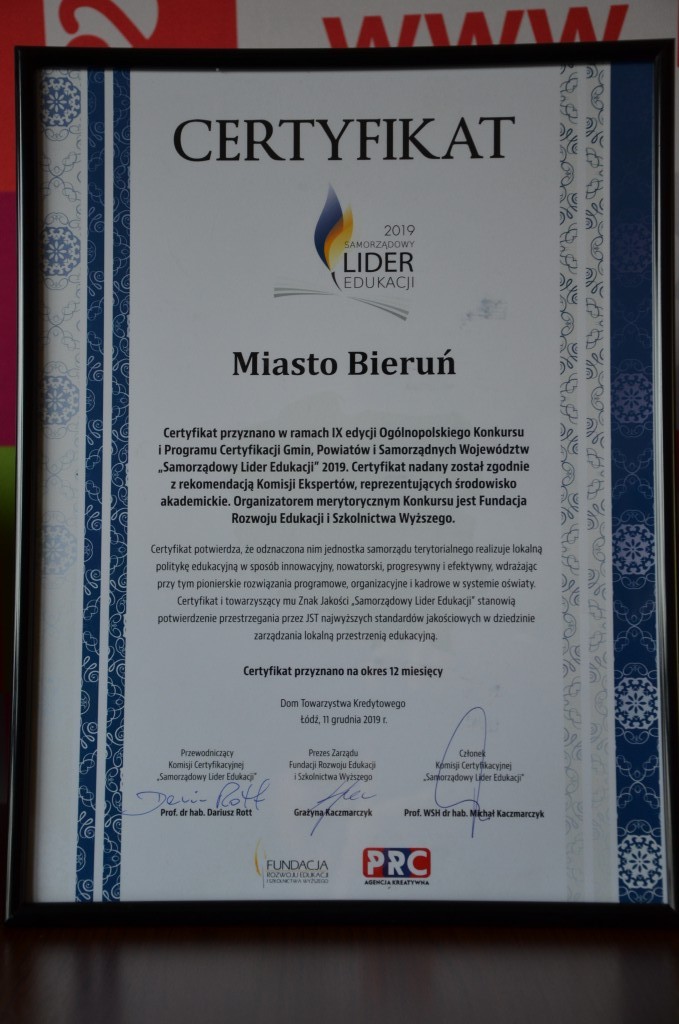 www
CERTYFIKAT
2019
SAMORZĄDOWY
LIDER
EDUKACJI
Miasto Bieruń
Certyfikat przyznano w ramach IX edycji Ogólnopolskiego Konkursu
i Programu Certyfikacji Gmin, Powiatów i Samorządnych Województw
„Samorządowy Lider Edukacji” 2019. Certyfikat nadany został zgodnie
z rekomendacją Komisji Ekspertów, reprezentujących środowisko
akademickie. Organizatorem merytorycznym Konkursu jest Fundacja
Rozwoju Edukacji i Szkolnictwa Wyższego.
Certyfikat potwierdza, że odznaczona nim jednostka samorządu terytorialnego realizuje lokalną
politykę edukacyjną w sposób innowacyjny, nowatorski, progresywny i efektywny, wdrażając
przy tym pionierskie rozwiązania programowe, organizacyjne i kadrowe w systemie oświaty.
Certyfikat i towarzyszący mu Znak Jakości „Samorządowy Lider Edukacji” stanowią
potwierdzenie przestrzegania przez JST najwyższych standardów jakościowych w dziedzinie
zarządzania lokalną przestrzenią edukacyjną.
Certyfikat przyznano na okres 12 miesięcy
Dom Towarzystwa Kredytowego
Łódź, 11 grudnia 2019 r.
Przewodniczący
Komisji Certyfikacyjnej
„Samorządowy Lider Edukacji”
Prof. dr hab. Dariusz Rott
Prezes Zarządu
Fundacji Rozwoju Edukacji
i Szkolnictwa Wyższego
Grażyna Kaczmarczyk
Członek
Komisji Certyfikacyjnej
„Samorządowy Lider Edukacji”
Prof. WSH dr hab. Michał Kaczmarczyk
FUNDACJA
ROZWOJU EDUKACJI
I SZKOLNICTWA WYŻSZEGO
PRC
AGENCJA KREATYWNA